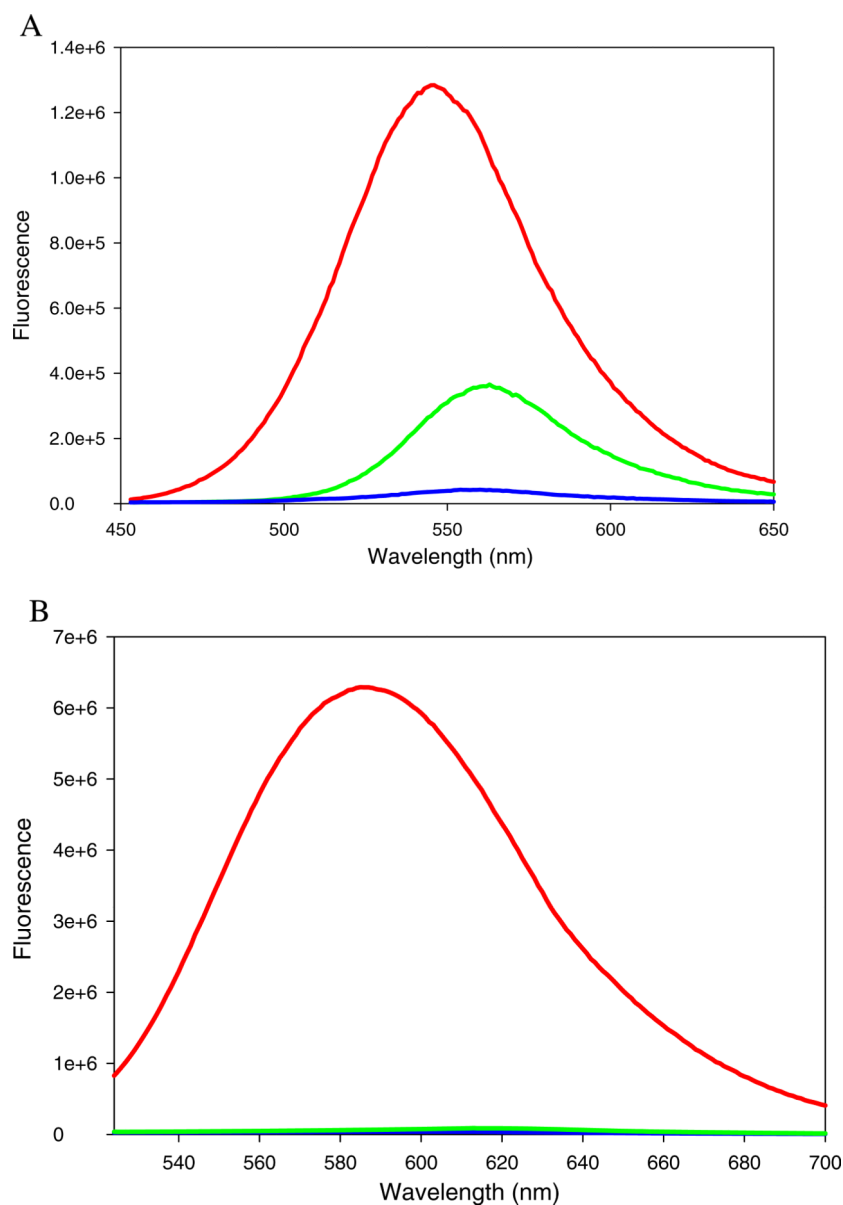 A
1.4e+6
1.2e+6
1.0e+6
8.0e+5
6.0e+5
4.0e+5
2.0e+5
0.0
Fluorescence
450 500 550 600 650
Wavelength (nm)
B
7e+6
6e+6
5e+6
4e+6
3e+6
2e+6
1e+6
0
Fluorescence
540 560 580 600 620 640 660 680 700
Wavelength (nm)